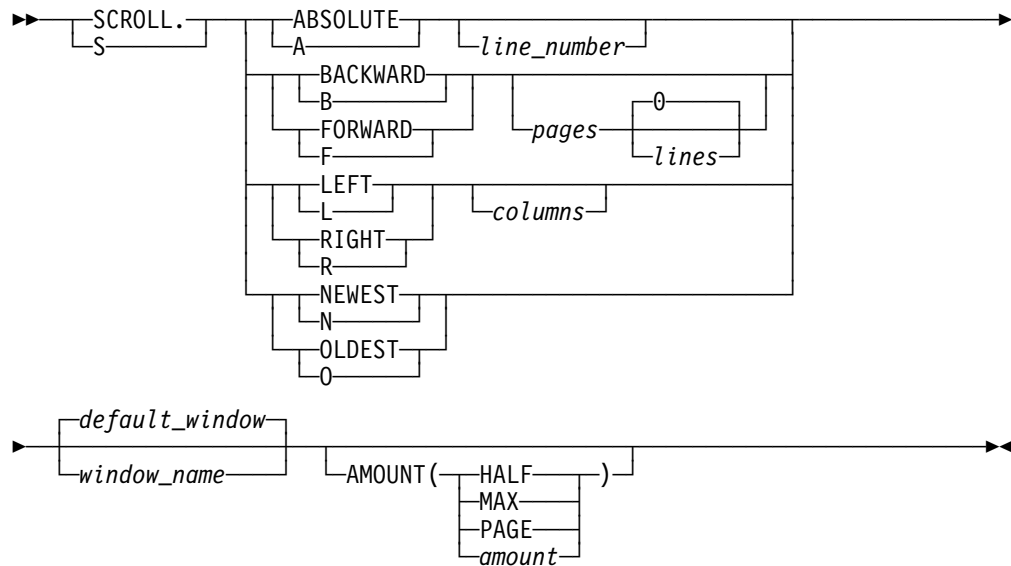 SCROLL. ABSOLUTE
S A line_number
BACKWARD
B 0
FORWARD pages
F lines
LEFT
L columns
RIGHT
R
NEWEST
N
OLDEST
O
default_window
window_name AMOUNT( HALF )
MAX
PAGE
amount